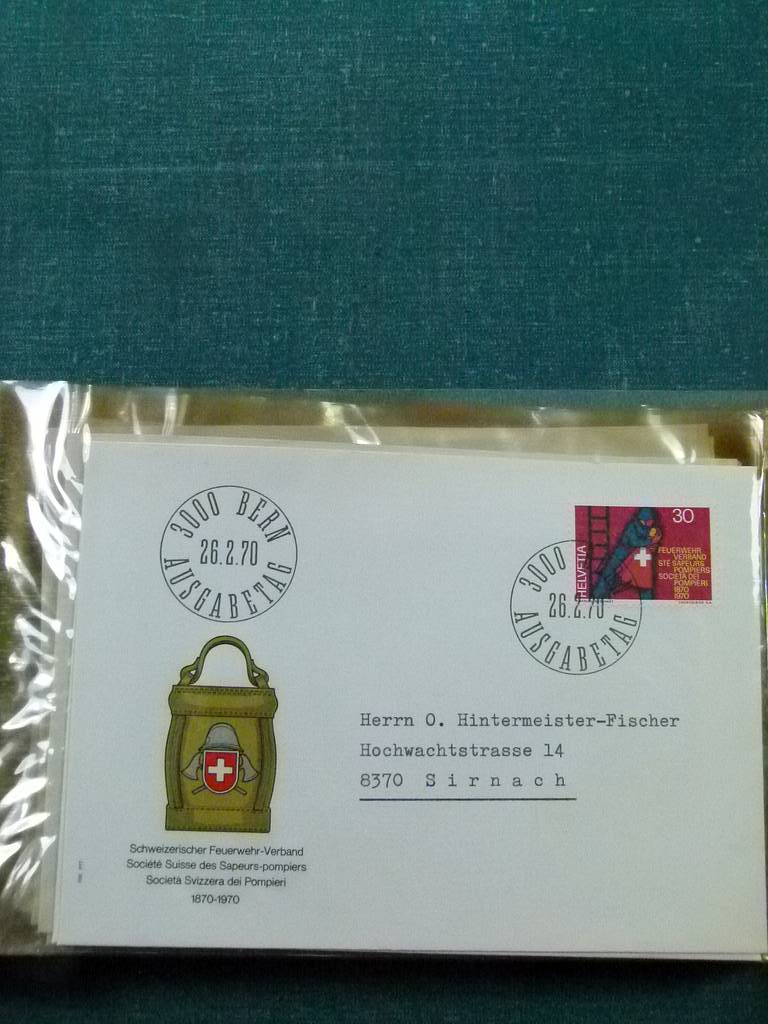 3000 BERN
26.2.70
AUSGABETAG
3000
26.2.70
AUSGABETAG
30
HELVETIA
FEUERWEHR
VERBAND
STÉ SAPEURS
POMPIERS
SOCIETÀ DEI
POMPIERI
1870
1970
Herrn O. Hintermeister-Fischer
Hochwachtstrasse 14
8370 Sirnach
Schweizerischer Feuerwehr-Verband
Société Suisse des Sapeurs-pompiers
Società Svizzera dei Pompieri
1870-1970